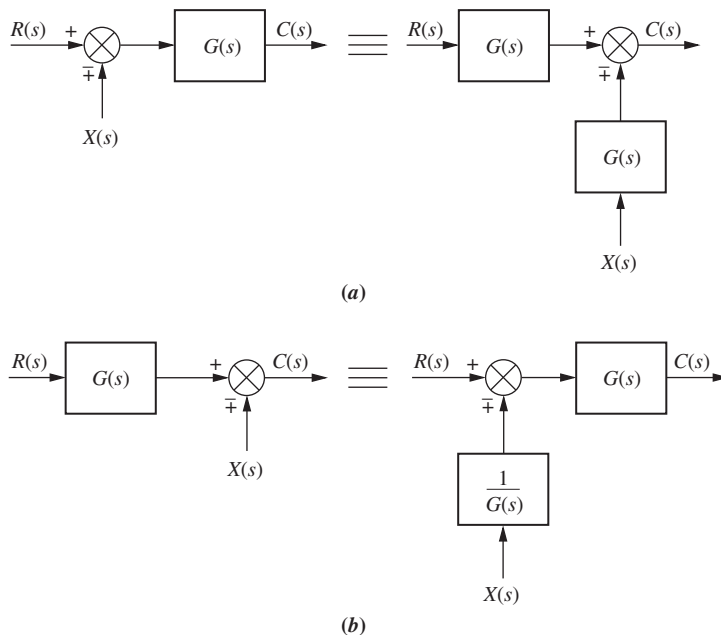 R(s) + G(s) C(s) R(s) G(s) + C(s)
∓ ∓
X(s) G(s)
X(s)
(a)
R(s) G(s) + C(s) R(s) + G(s) C(s)
∓ ∓
X(s) 1
G(s)
X(s)
(b)